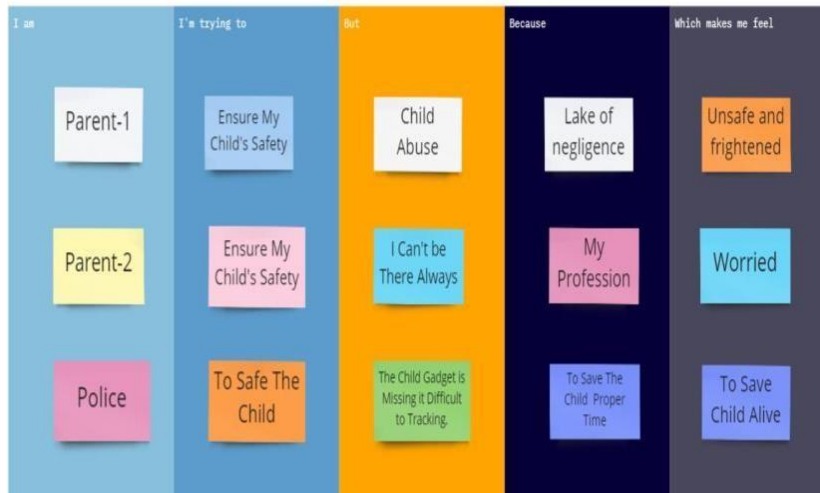 I am
I'm trying to
But
Because
Which makes me feel
Parent-1
Ensure My
Child's Safety
Child
Abuse
Lake of
negligence
Unsafe and
frightened
Parent-2
Ensure My
Child's Safety
I Can't be
There Always
My
Profession
Worried
Police
To Safe The
Child
The Child Gadget is
Missing it Difficult
to Tracking.
To Save The
Child Proper
Time
To Save
Child Alive